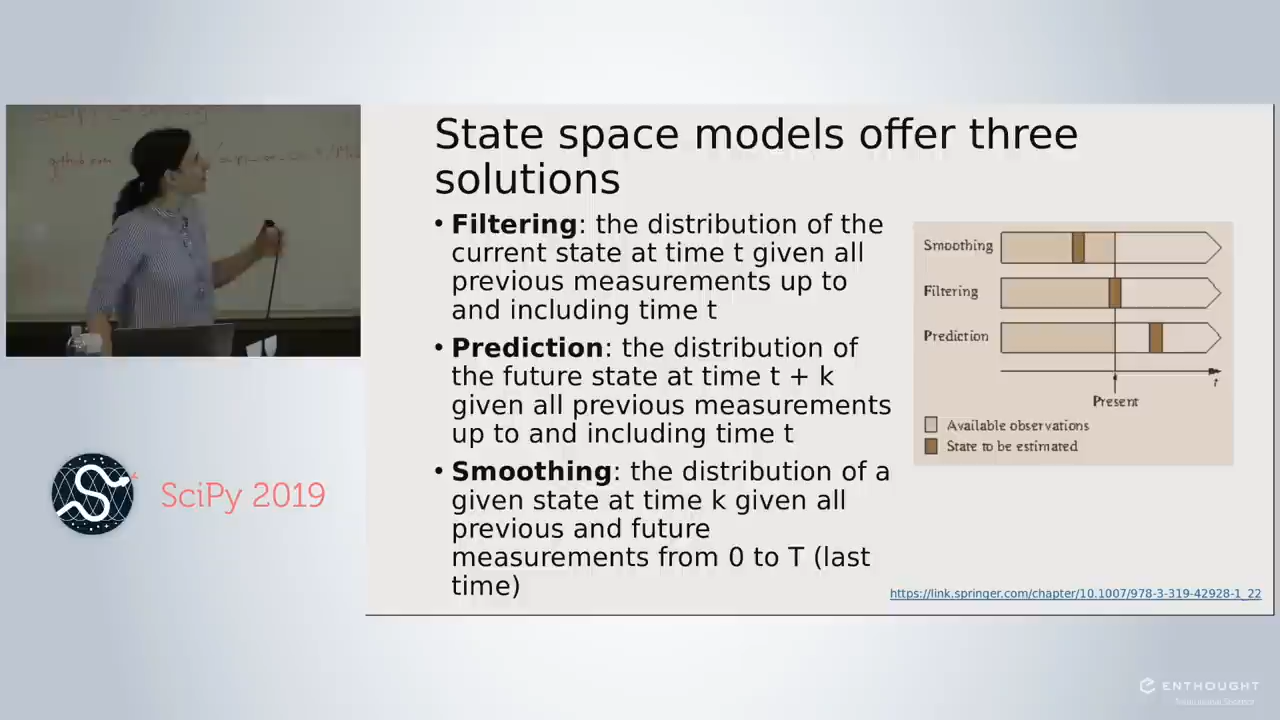 State space models offer three
solutions
• Filtering: the distribution of the
current state at time t given all
previous measurements up to
and including time t
• Prediction: the distribution of
the future state at time t + k
given all previous measurements
up to and including time t
• Smoothing: the distribution of a
given state at time k given all
previous and future
measurements from 0 to T (last
time)
Smoothing
Filtering
Prediction
t
Present
Available observations
State to be estimated
https://link.springer.com/chapter/10.1007/978-3-319-42928-1_22
github.com
SciPy 2019
ENTHOUGHT